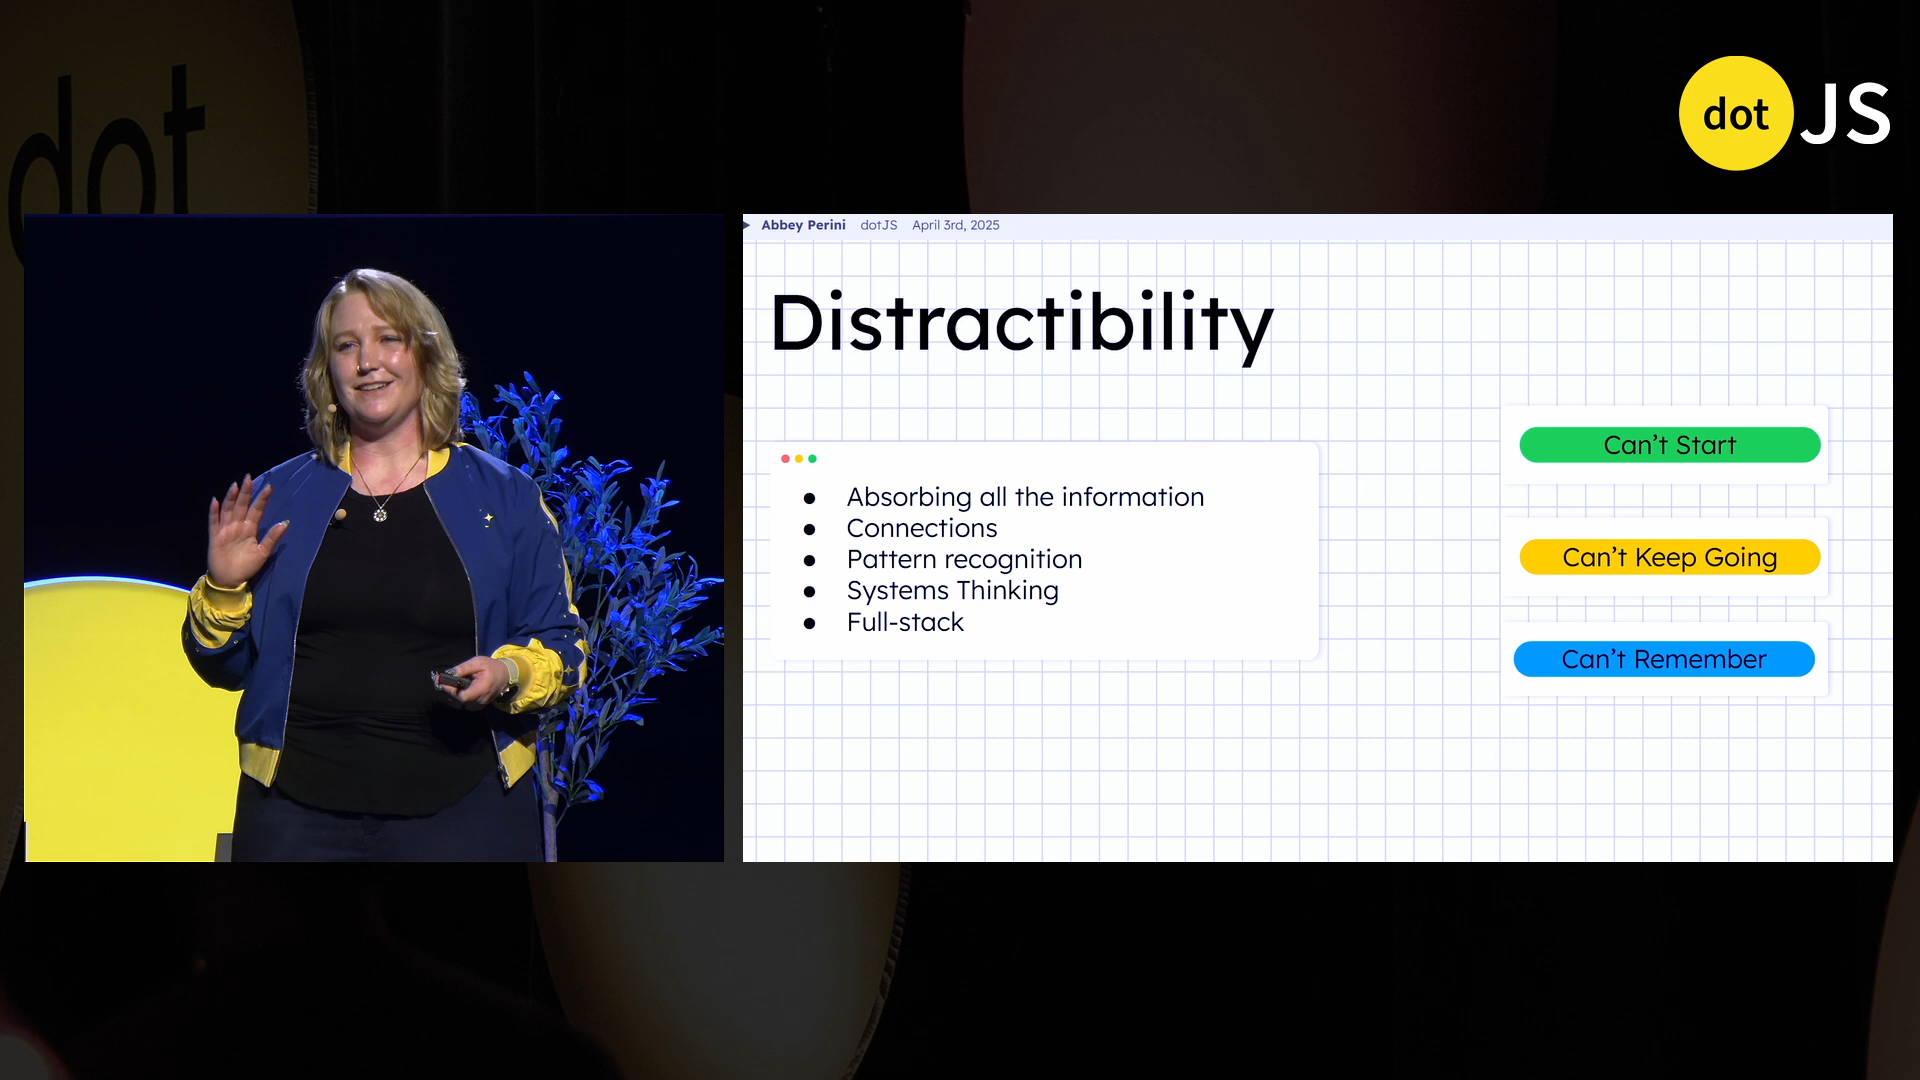 dot
dot JS
Abbey Perini dotJS April 3rd, 2025
Distractibility
● Absorbing all the information
● Connections
● Pattern recognition
● Systems Thinking
● Full-stack
Can’t Start
Can’t Keep Going
Can’t Remember